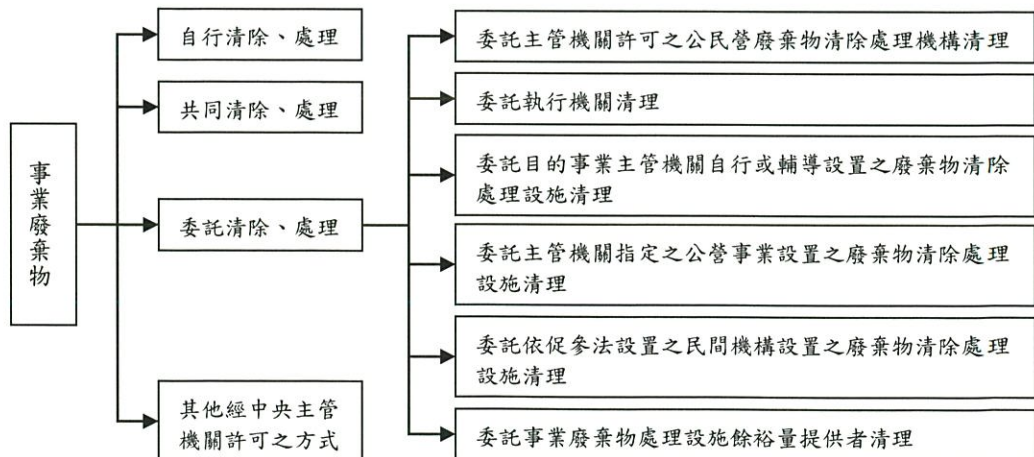 事業廢棄物
自行清除、處理
共同清除、處理
委託清除、處理
其他經中央主管
機關許可之方式
委託主管機關許可之公民營廢棄物清除處理機構清理
委託執行機關清理
委託目的事業主管機關自行或輔導設置之廢棄物清除
處理設施清理
委託主管機關指定之公營事業設置之廢棄物清除處理
設施清理
委託依促參法設置之民間機構設置之廢棄物清除處理
設施清理
委託事業廢棄物處理設施餘裕量提供者清理